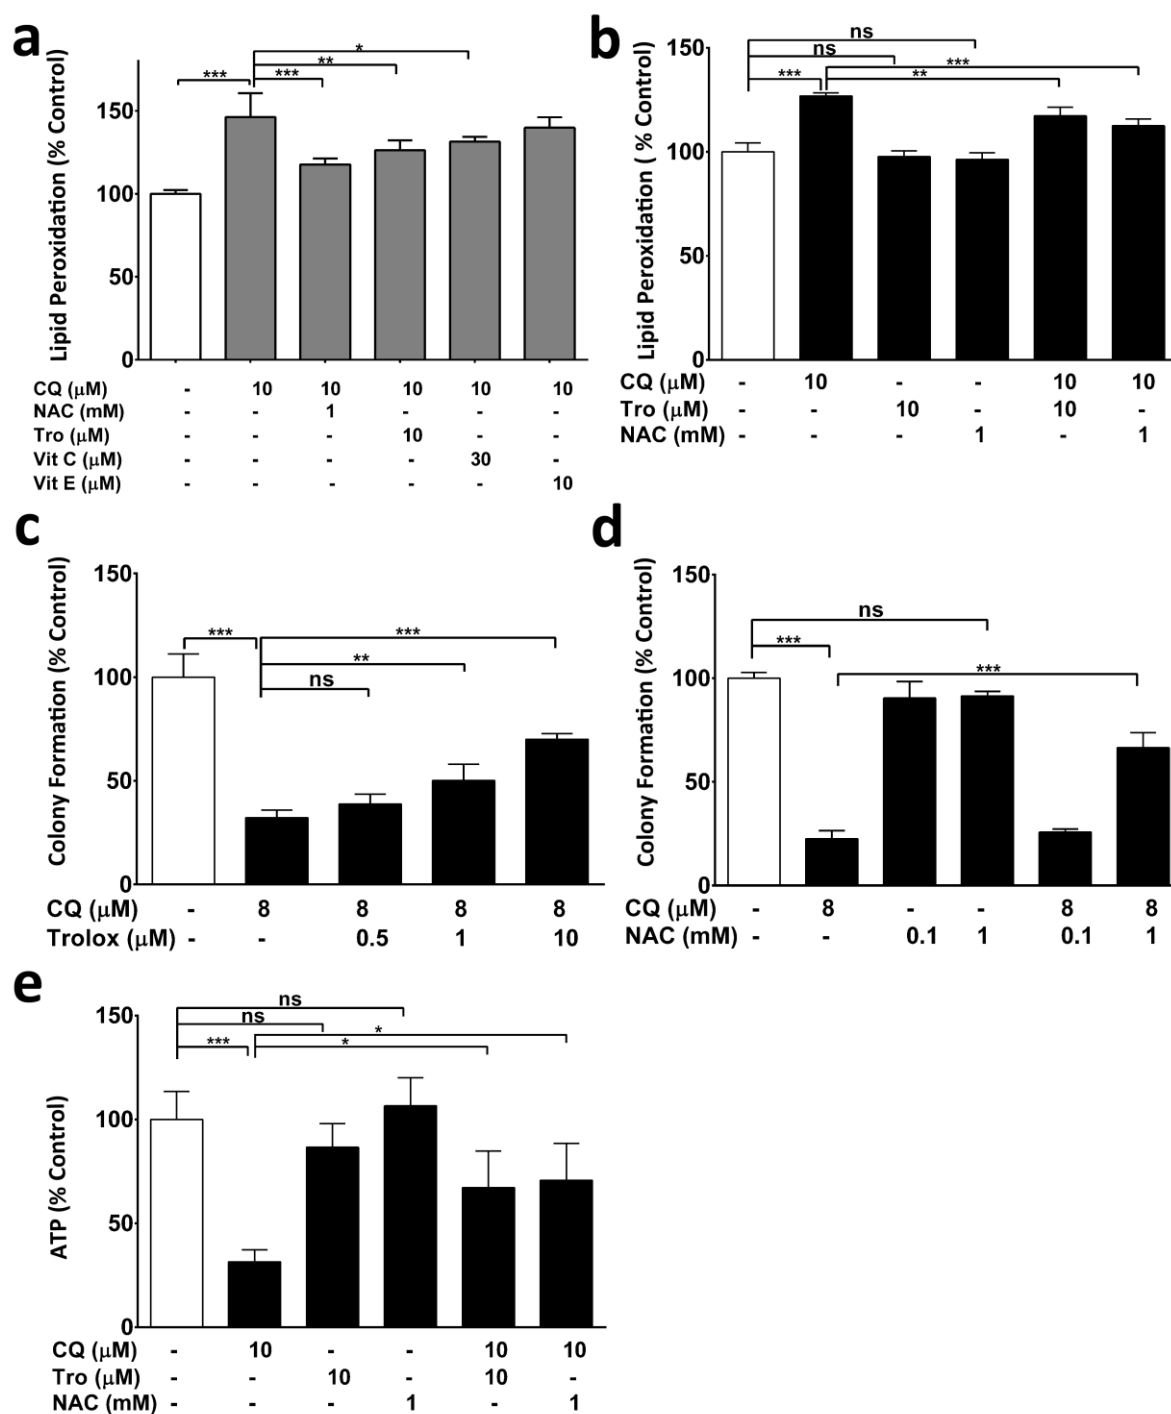 a
Lipid Peroxidation (% Control)
150
100
50
0
***
***
**
*
CQ (μM) - 10 10 10 10 10
NAC (mM) - - 1 - - -
Tro (μM) - - - 10 - -
Vit C (μM) - - - - 30 -
Vit E (μM) - - - - - 10
b
Lipid Peroxidation ( % Control)
150
100
50
0
ns
ns
***
***
**
CQ (μM) - 10 - - 10 10
Tro (μM) - - 10 - 10 -
NAC (mM) - - - 1 - 1
c
Colony Formation (% Control)
150
100
50
0
***
***
**
ns
CQ (μM) - 8 8 8 8
Trolox (μM) - - 0.5 1 10
d
Colony Formation (% Control)
150
100
50
0
ns
***
***
CQ (μM) - 8 - - 8 8
NAC (mM) - - 0.1 1 0.1 1
e
ATP (% Control)
150
100
50
0
ns
ns
***
*
*
CQ (μM) - 10 - - 10 10
Tro (μM) - - 10 - 10 -
NAC (mM) - - - 1 - 1